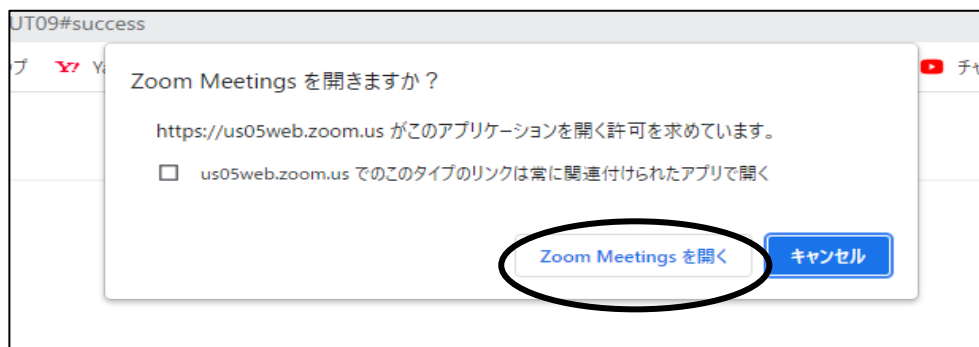 UT09#success
プ Y! Ya
チャ
Zoom Meetings を開きますか？
https://us05web.zoom.us がこのアプリケーションを開く許可を求めています。
us05web.zoom.us でのこのタイプのリンクは常に関連付けられたアプリで開く
Zoom Meetings を開く キャンセル